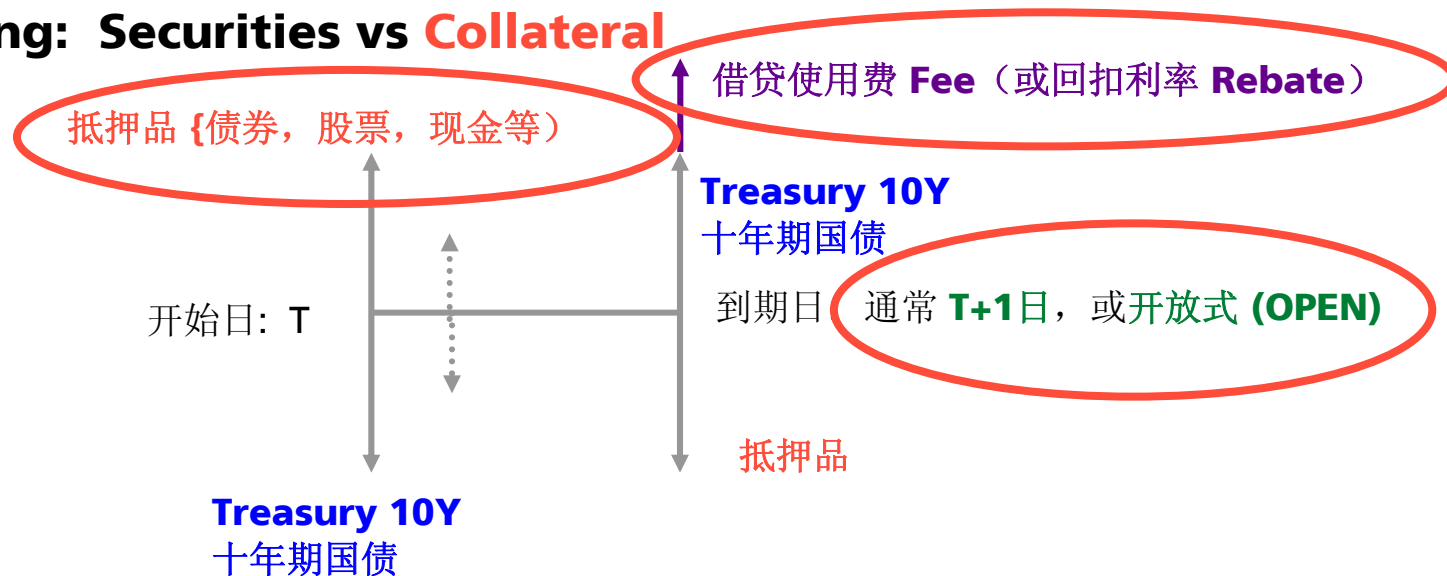 ng: Securities vs Collateral
借贷使用费 Fee（或回扣利率 Rebate）
抵押品 {债券，股票，现金等）
Treasury 10Y
十年期国债
开始日: T
到期日 通常 T+1日，或开放式 (OPEN)
抵押品
Treasury 10Y
十年期国债